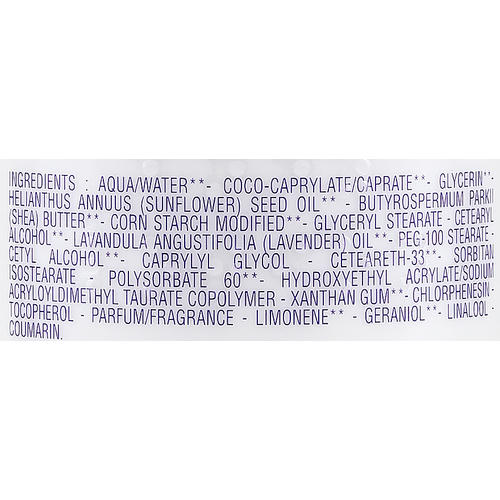 INGREDIENTS : AQUA/WATER**- COCO-CAPRYLATE/CAPRATE**- GLYCERIN**-
HELIANTHUS ANNUUS (SUNFLOWER) SEED OIL**- BUTYROSPERMUM PARKII
(SHEA) BUTTER**- CORN STARCH MODIFIED**- GLYCERYL STEARATE - CETEARYL
ALCOHOL**- LAVANDULA ANGUSTIFOLIA (LAVENDER) OIL**- PEG-100 STEARATE-
CETYL ALCOHOL**- CAPRYLYL GLYCOL - CETEARETH-33**- SORBITAN
ISOSTEARATE - POLYSORBATE 60**- HYDROXYETHYL ACRYLATE/SODIUM
ACRYLOYLDIMETHYL TAURATE COPOLYMER - XANTHAN GUM**- CHLORPHENESIN-
TOCOPHEROL - PARFUM/FRAGRANCE - LIMONENE** - GERANIOL**- LINALOOL -
COUMARIN.